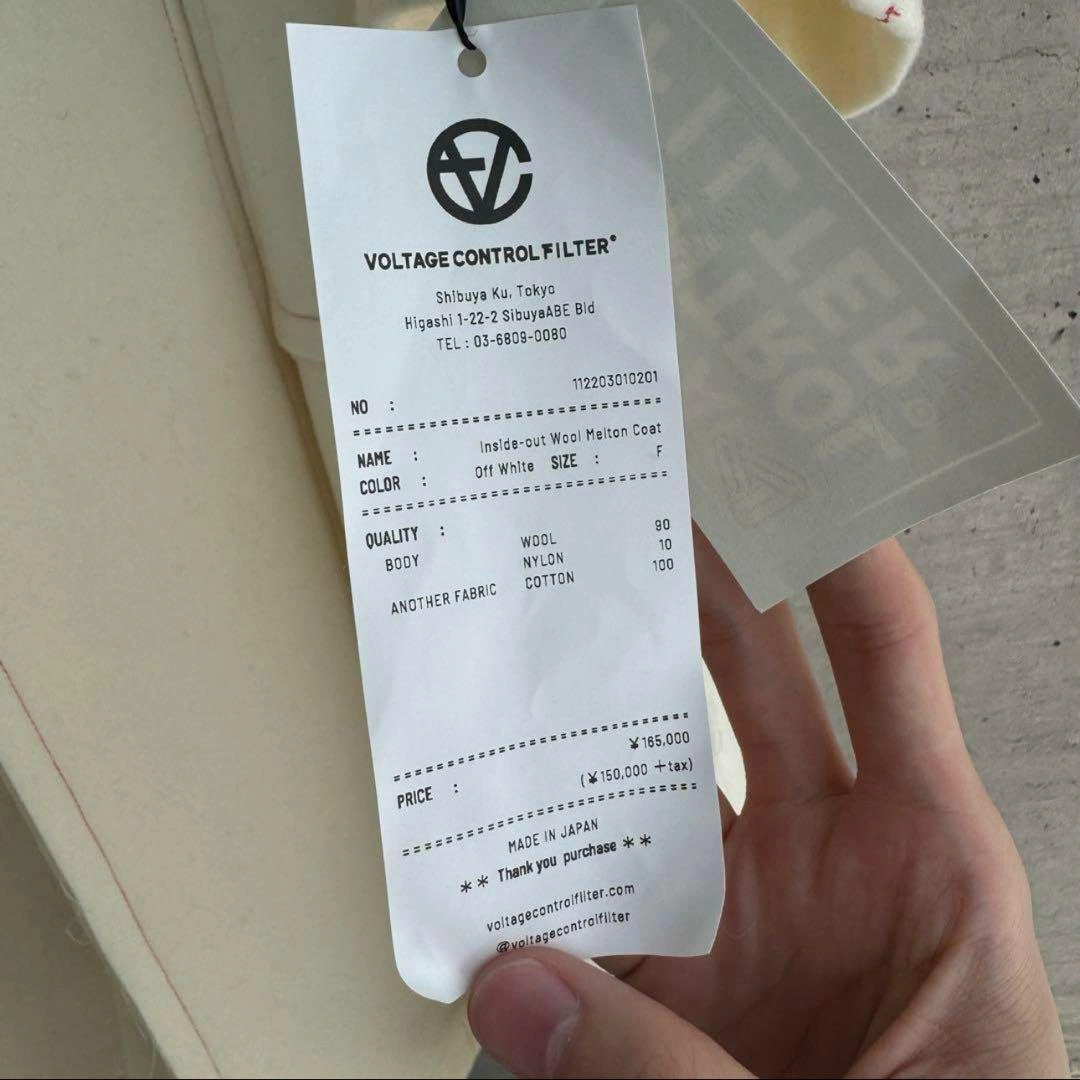 VOLTAGE CONTROL FILTER®
Shibuya Ku, Tokyo
Higashi 1-22-2 SibuyaABE Bld
TEL : 03-6809-0080
NO : 112203010201
NAME : Inside-out Wool Melton Coat
COLOR : Off White SIZE : F
QUALITY :
BODY WOOL 90
NYLON 10
ANOTHER FABRIC COTTON 100
PRICE : ¥165,000
(¥150,000 +tax)
MADE IN JAPAN
** Thank you purchase **
voltagecontrolfilter.com
@voltagecontrolfilter